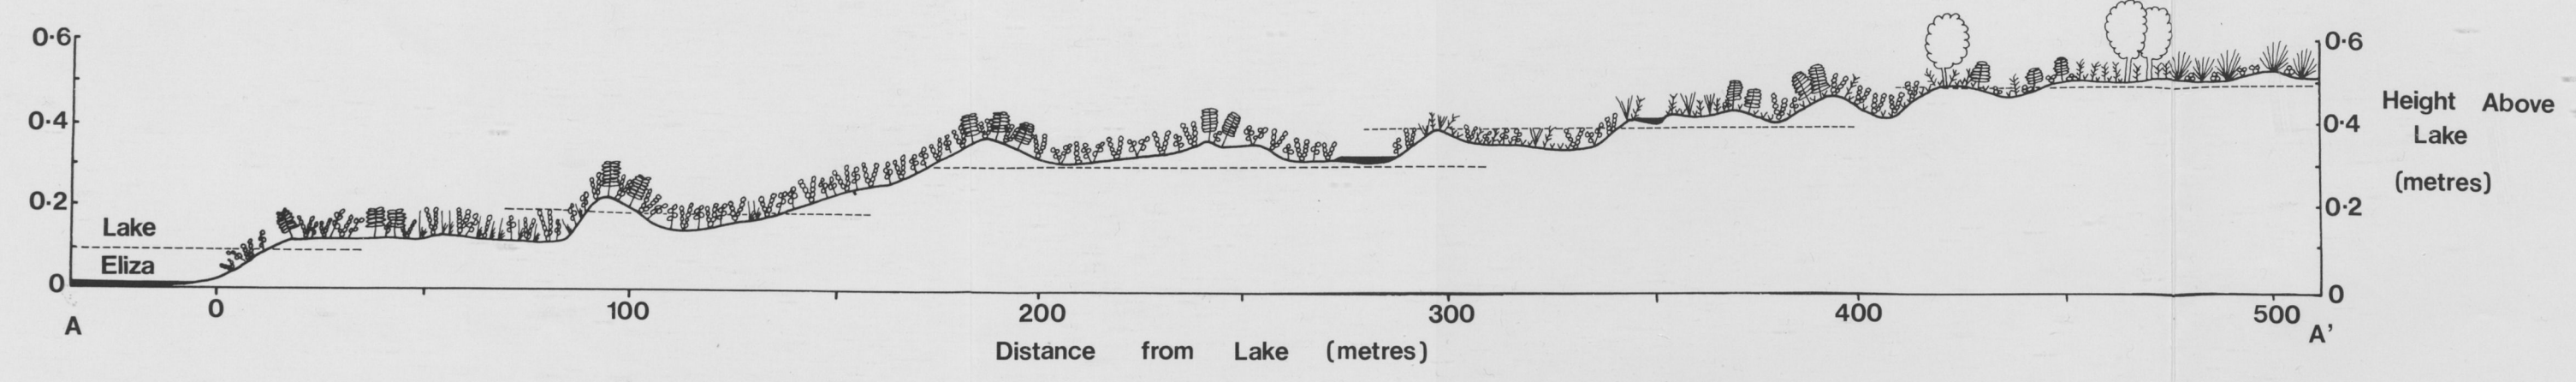 0·6
0·4
0·2
0
Lake
Eliza
A
0
100
200
300
400
500
A'
Distance from Lake (metres)
0·6
0·4
0·2
0
Height Above
Lake
(metres)